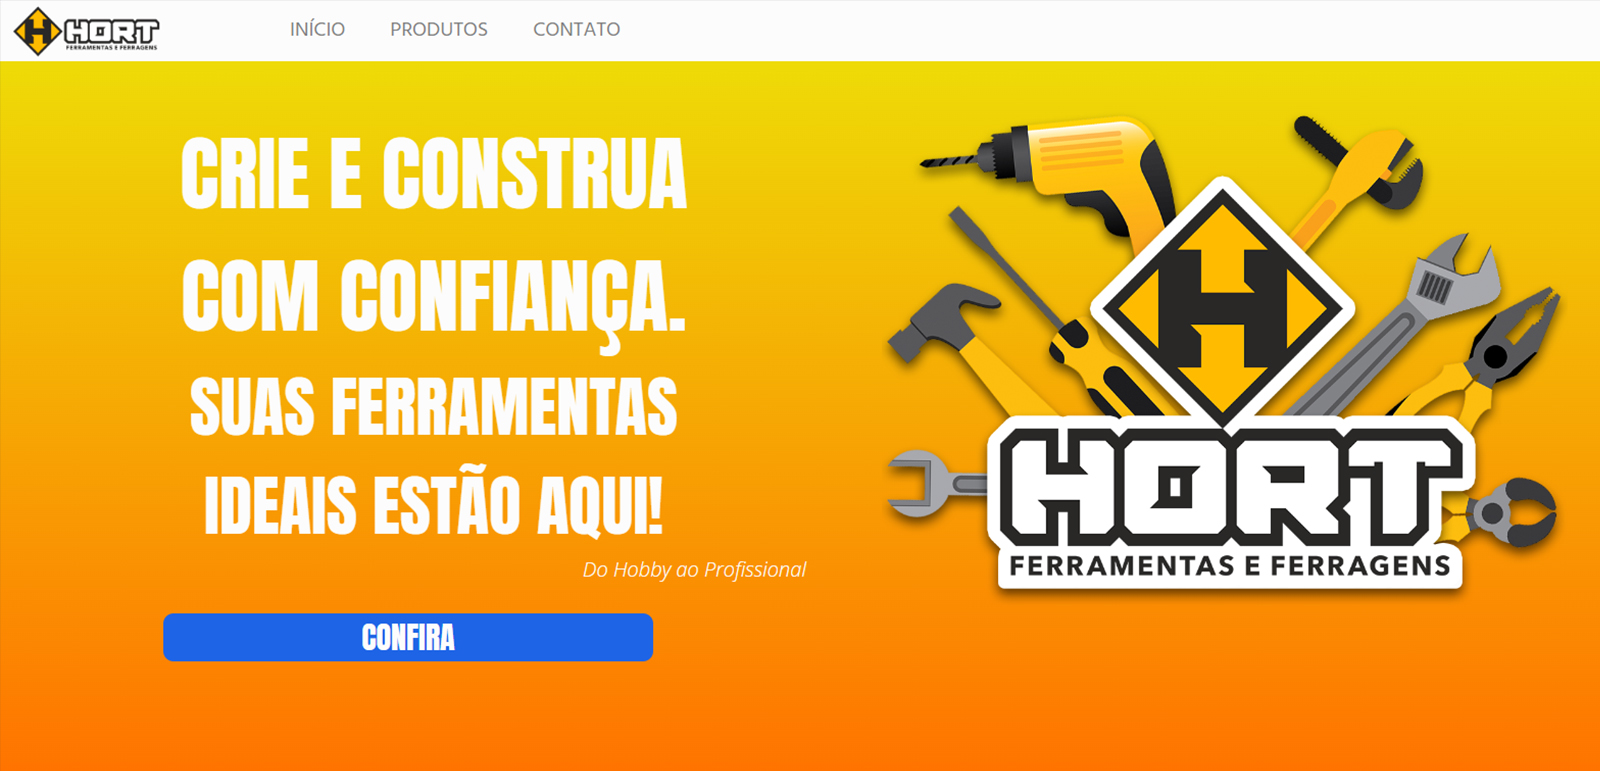 H HORT
FERRAMENTAS E FERRAGENS
INÍCIO PRODUTOS CONTATO
CRIE E CONSTRUA
COM CONFIANÇA.
SUAS FERRAMENTAS
IDEAIS ESTÃO AQUI!
Do Hobby ao Profissional
CONFIRA
H
HORT
FERRAMENTAS E FERRAGENS